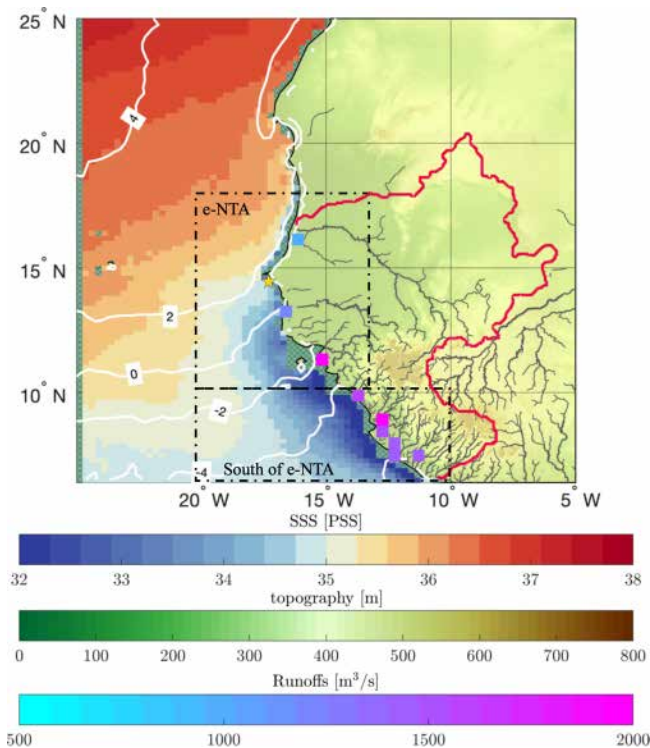 25° N
20° N
15° N
10° N
4
e-NTA
2
0
-2
-4
South of e-NTA
20° W
15° W
10° W
5° W
SSS [PSS]
32 33 34 35 36 37 38
topography [m]
0 100 200 300 400 500 600 700 800
Runoffs [m³/s]
500 1000 1500 2000